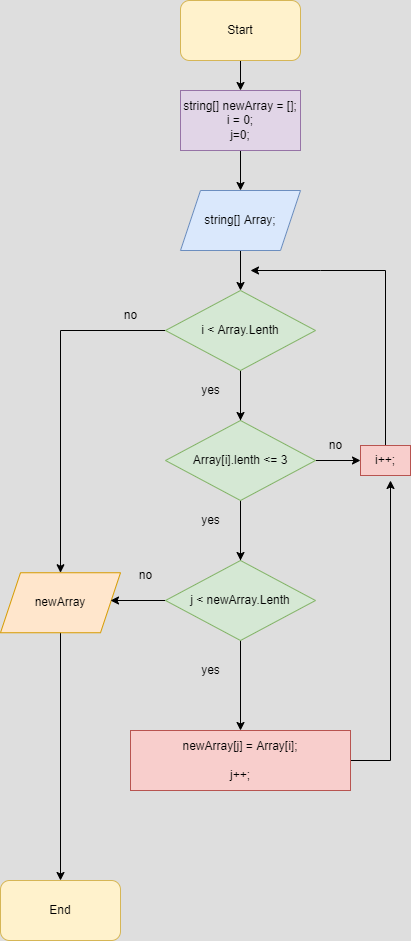 Start
string[] newArray = [];
i = 0;
j=0;
string[] Array;
no
i < Array.Lenth
yes
Array[i].lenth <= 3
no
i++;
yes
no
j < newArray.Lenth
newArray
yes
newArray[j] = Array[i];
j++;
End